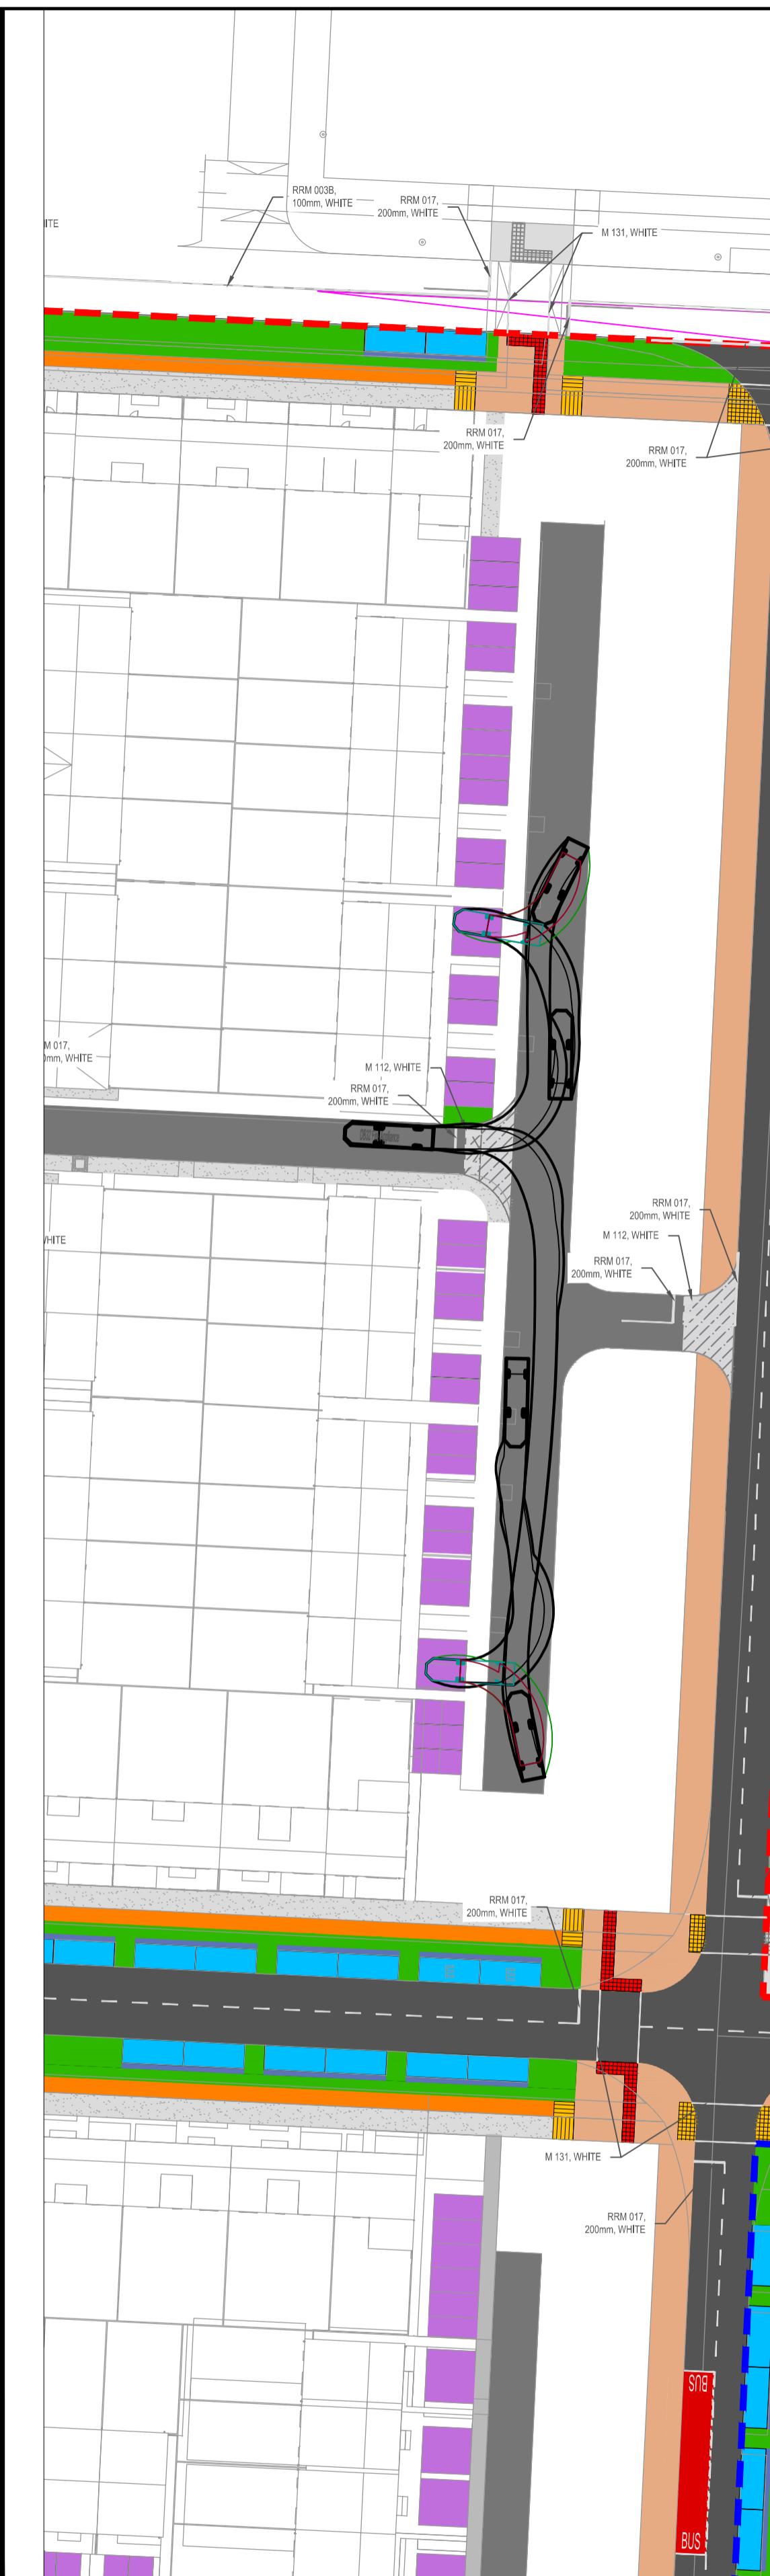 RRM 003B,
100mm, WHITE
RRM 017,
200mm, WHITE
M 131, WHITE
ITE
RRM 017,
200mm, WHITE
RRM 017,
200mm, WHITE
M 017,
0mm, WHITE
M 112, WHITE
RRM 017,
200mm, WHITE
RRM 017,
200mm, WHITE
M 112, WHITE
RRM 017,
200mm, WHITE
WHITE
RRM 017,
200mm, WHITE
M 131, WHITE
RRM 017,
200mm, WHITE
BUS
BUS